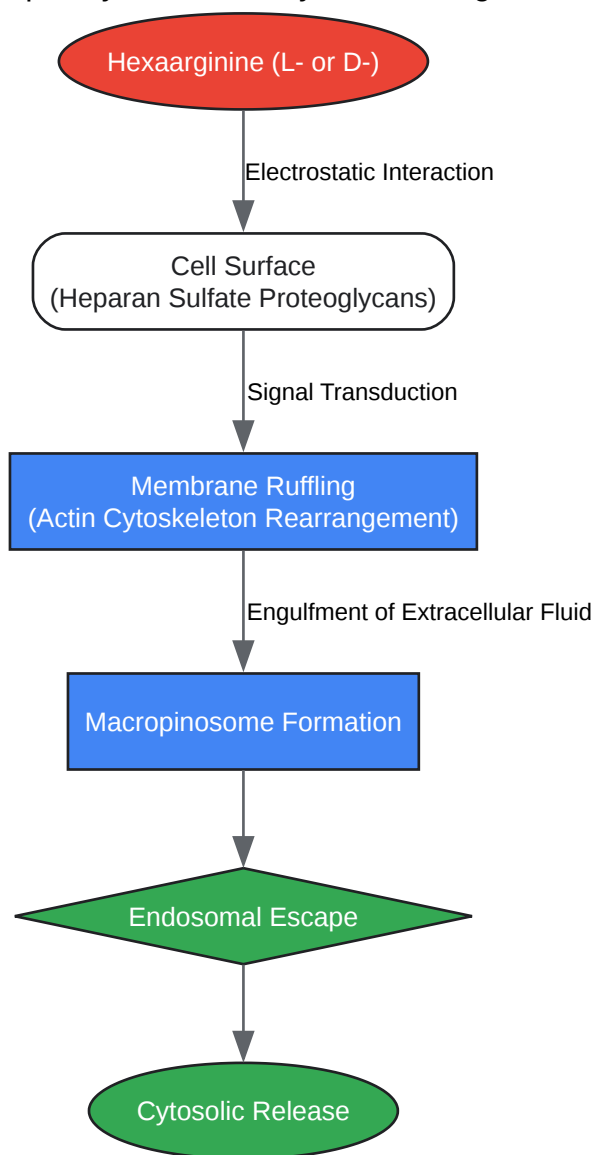 Hexaarginine (L- or D-)
Electrostatic Interaction
Cell Surface
(Heparan Sulfate Proteoglycans)
Signal Transduction
Membrane Ruffling
(Actin Cytoskeleton Rearrangement)
Engulfment of Extracellular Fluid
Macropinosome Formation
Endosomal Escape
Cytosolic Release